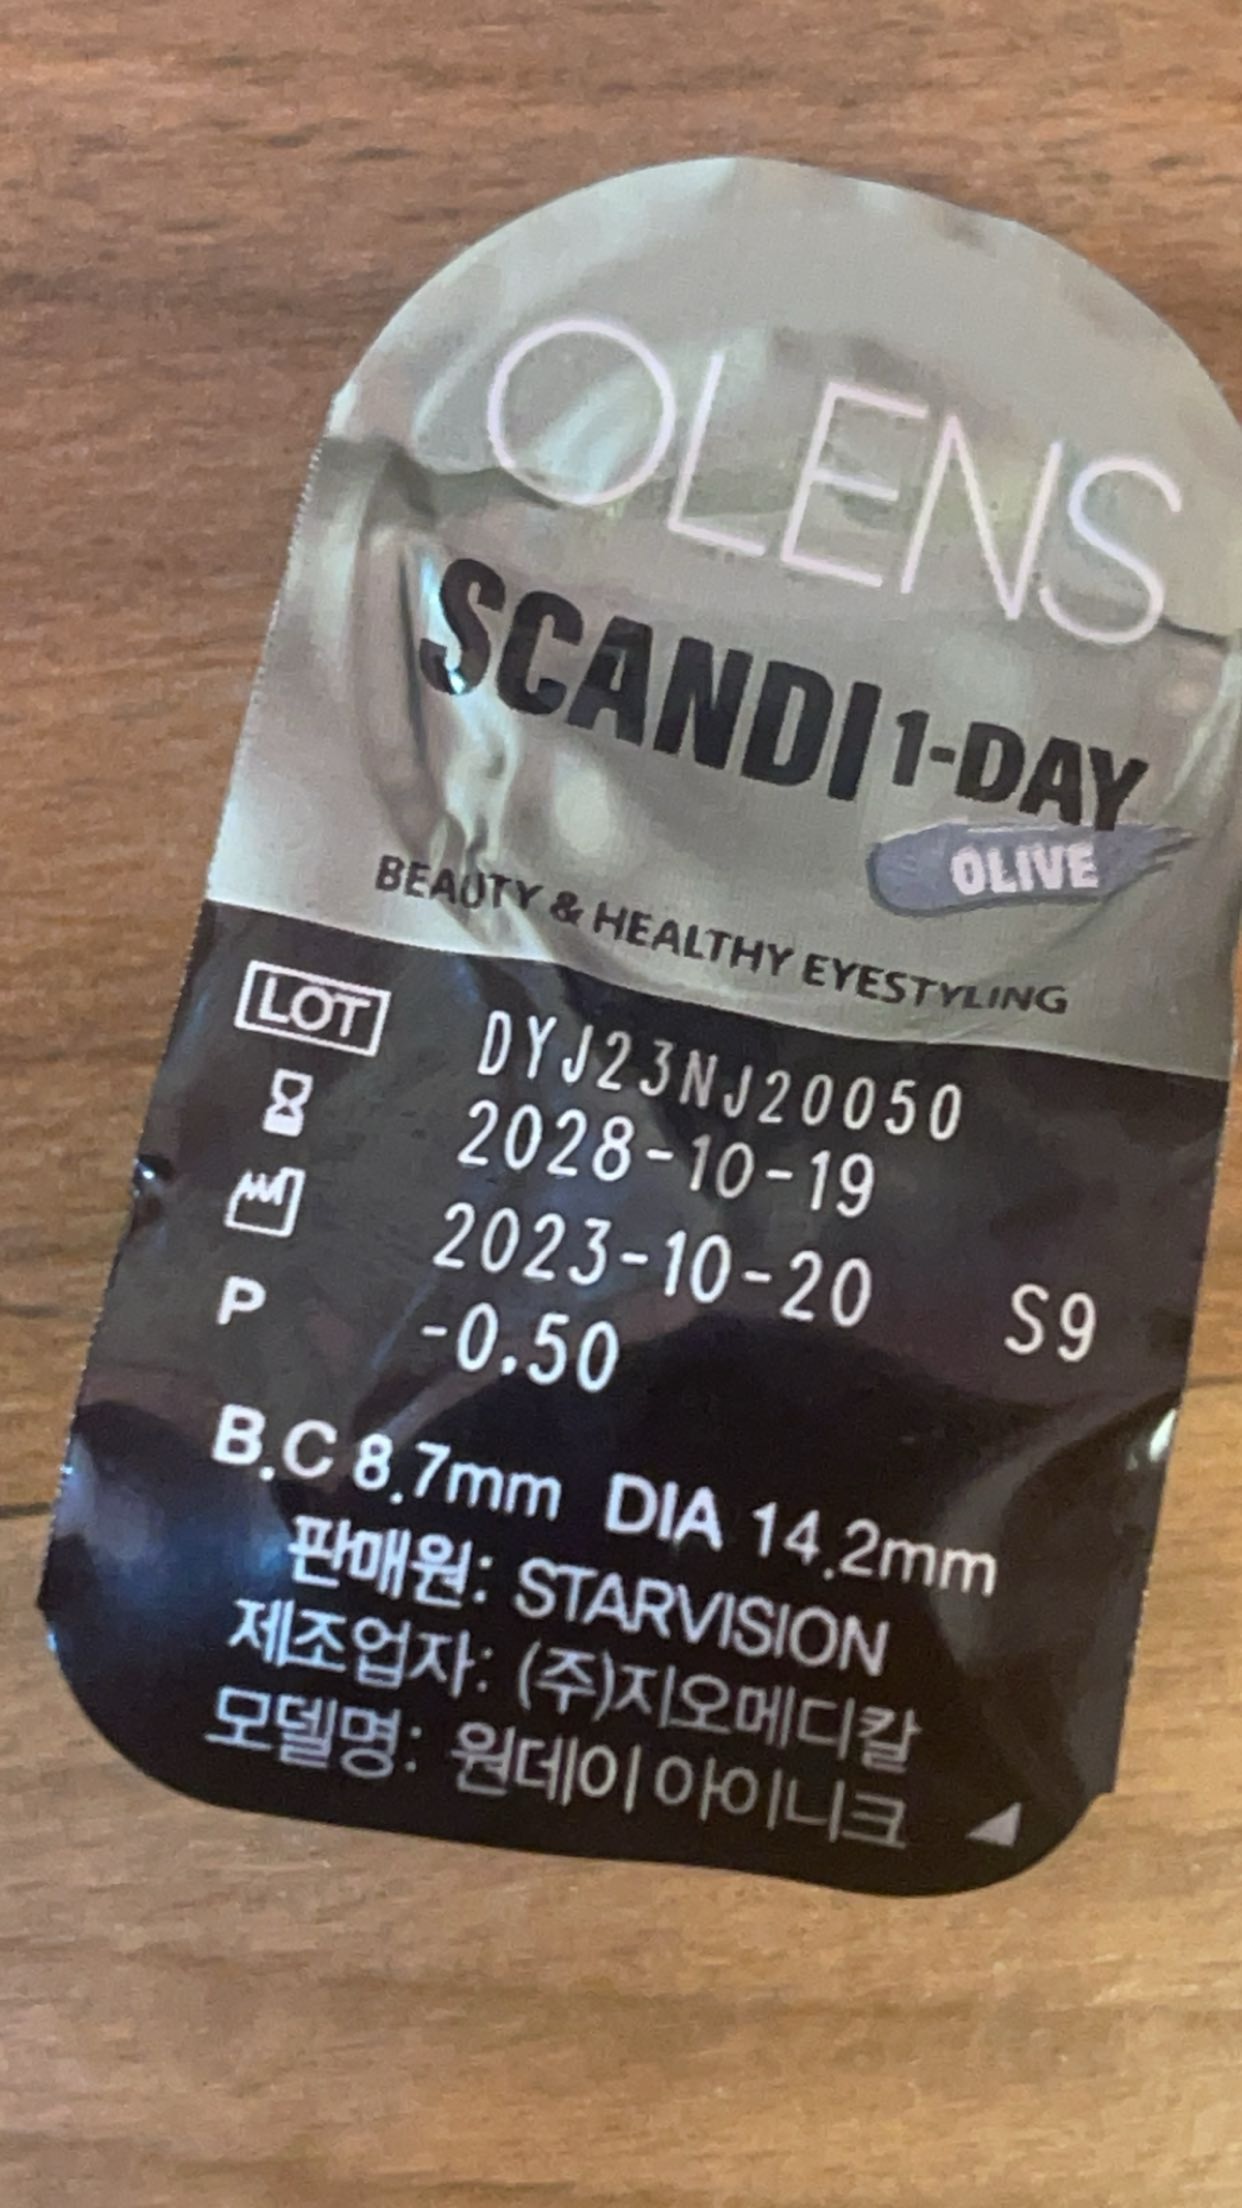 OLENS
SCANDI 1-DAY
OLIVE
BEAUTY & HEALTHY EYESTYLING
LOT DYJ23NJ20050
2028-10-19
2023-10-20 S9
P -0.50
B.C 8.7mm DIA 14.2mm
판매원: STARVISION
제조업자: (주)지오메디칼
모델명: 원데이 아이니크